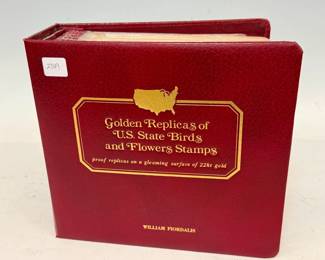 Golden Replicas of
U.S. State Birds
and Flowers Stamps
proof replicas on a gleaming surface of 22kt gold
WILLIAM FIORDALIS